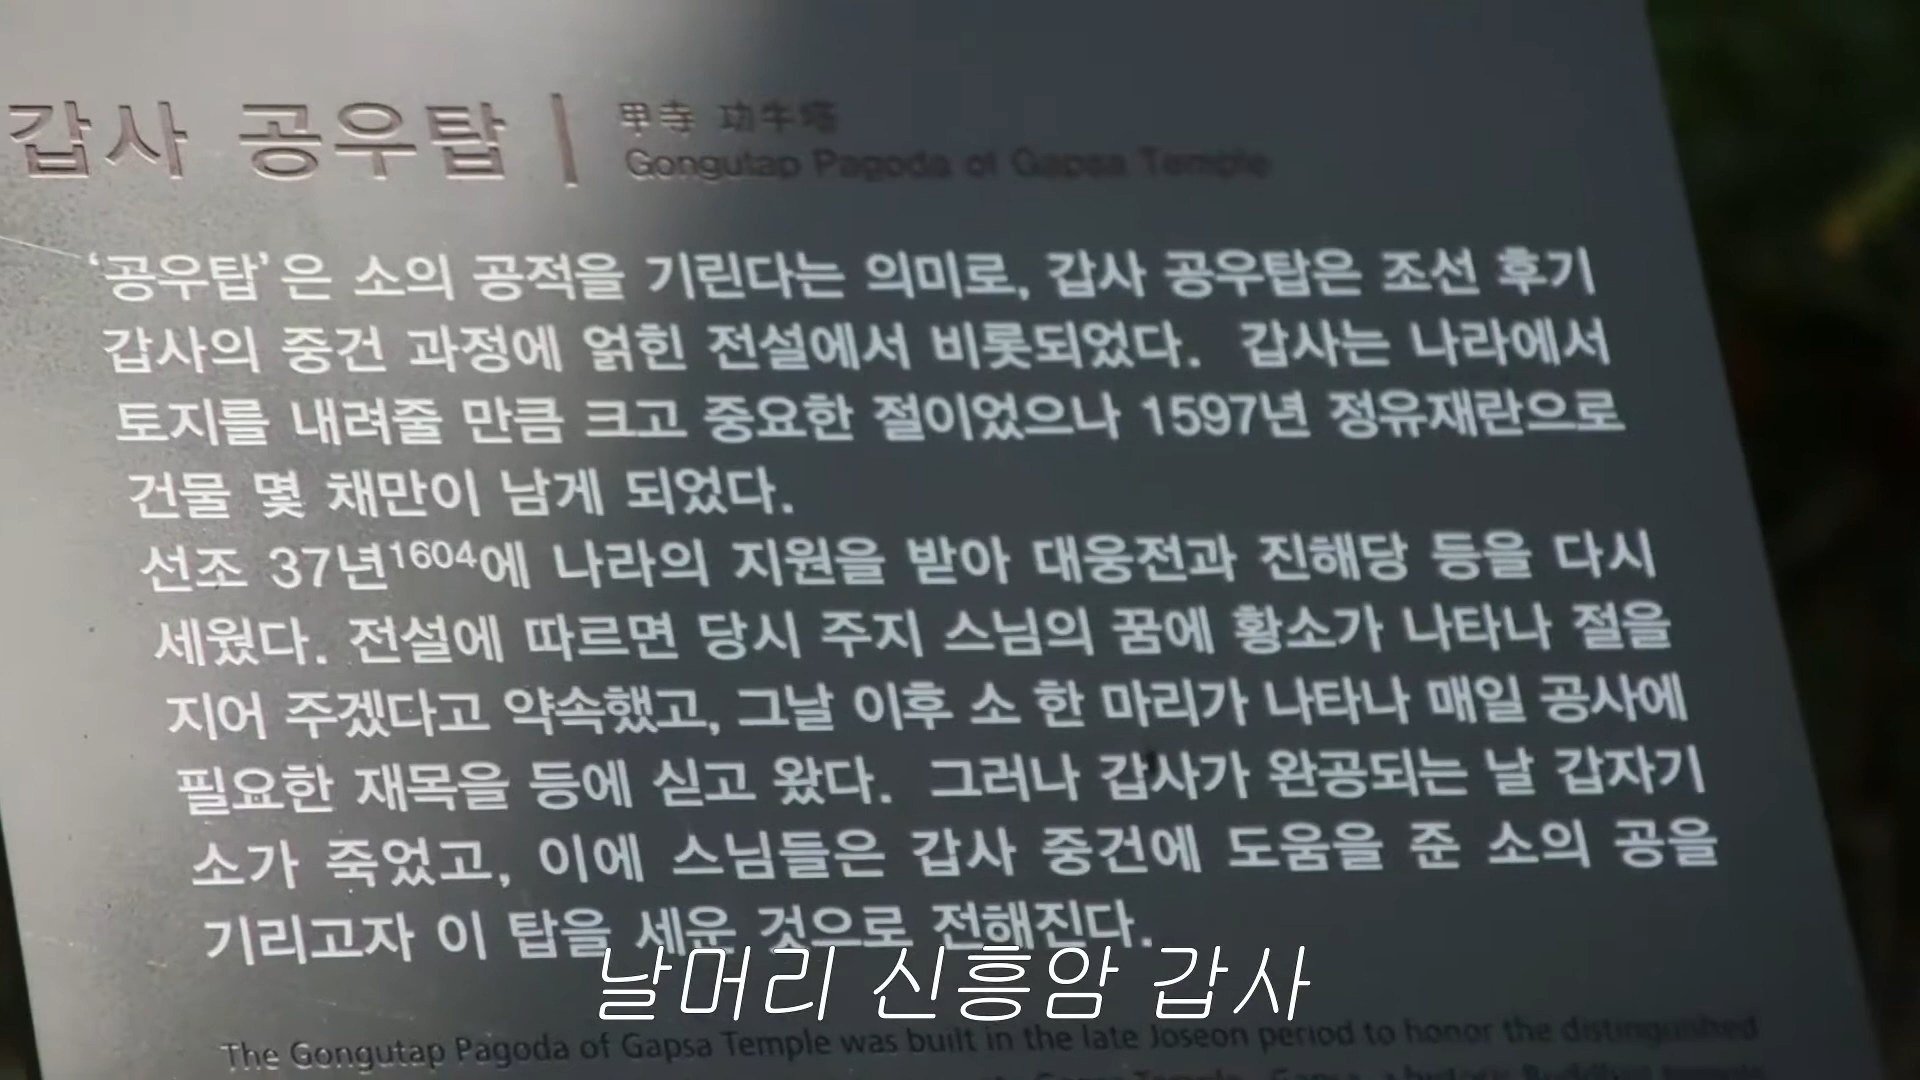 갑사 공우탑 | 甲寺 功牛塔
Gongutap Pagoda of Gapsa Temple
‘공우탑’은 소의 공적을 기린다는 의미로, 갑사 공우탑은 조선 후기
갑사의 중건 과정에 얽힌 전설에서 비롯되었다. 갑사는 나라에서
토지를 내려줄 만큼 크고 중요한 절이었으나 1597년 정유재란으로
건물 몇 채만이 남게 되었다.
선조 37년1604에 나라의 지원을 받아 대웅전과 진해당 등을 다시
세웠다. 전설에 따르면 당시 주지 스님의 꿈에 황소가 나타나 절을
지어 주겠다고 약속했고, 그날 이후 소 한 마리가 나타나 매일 공사에
필요한 재목을 등에 싣고 왔다. 그러나 갑사가 완공되는 날 갑자기
소가 죽었고, 이에 스님들은 갑사 중건에 도움을 준 소의 공을
기리고자 이 탑을 세운 것으로 전해진다.
날머리 신흥암 갑사
The Gongutap Pagoda of Gapsa Temple was built in the late Joseon period to honor the distinguished